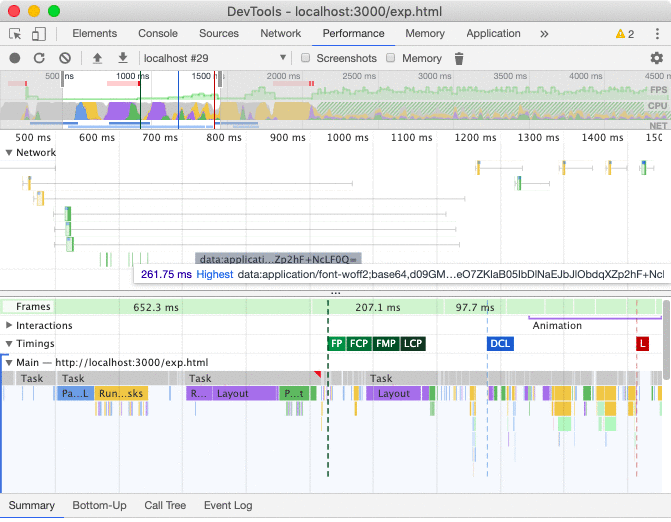 DevTools - localhost:3000/exp.html
Elements Console Sources Network Performance Memory Application » 2
localhost #29 Screenshots Memory
500 ms 1000 ms 1500 ms 2000 ms 2500 ms 3000 ms 3500 ms 4000 ms 4500 m
FPS
CPU
NET
500 ms 600 ms 700 ms 800 ms 900 ms 1000 ms 1100 ms 1200 ms 1300 ms 1400 ms 150
Network
data:applicati…Zp2hF+NcLF0Q=
261.75 ms Highest data:application/font-woff2;base64,d09GM…eO7ZKlaB05IbDlNaEJbJlObdqXZp2hF+Ncl
Frames 652.3 ms 207.1 ms 97.7 ms
Interactions Animation
Timings FP FCP FMP LCP DCL L
Main — http://localhost:3000/exp.html
Task Task Task Task
Pa…L Run…sks R… Layout P…t Layout
Summary Bottom-Up Call Tree Event Log